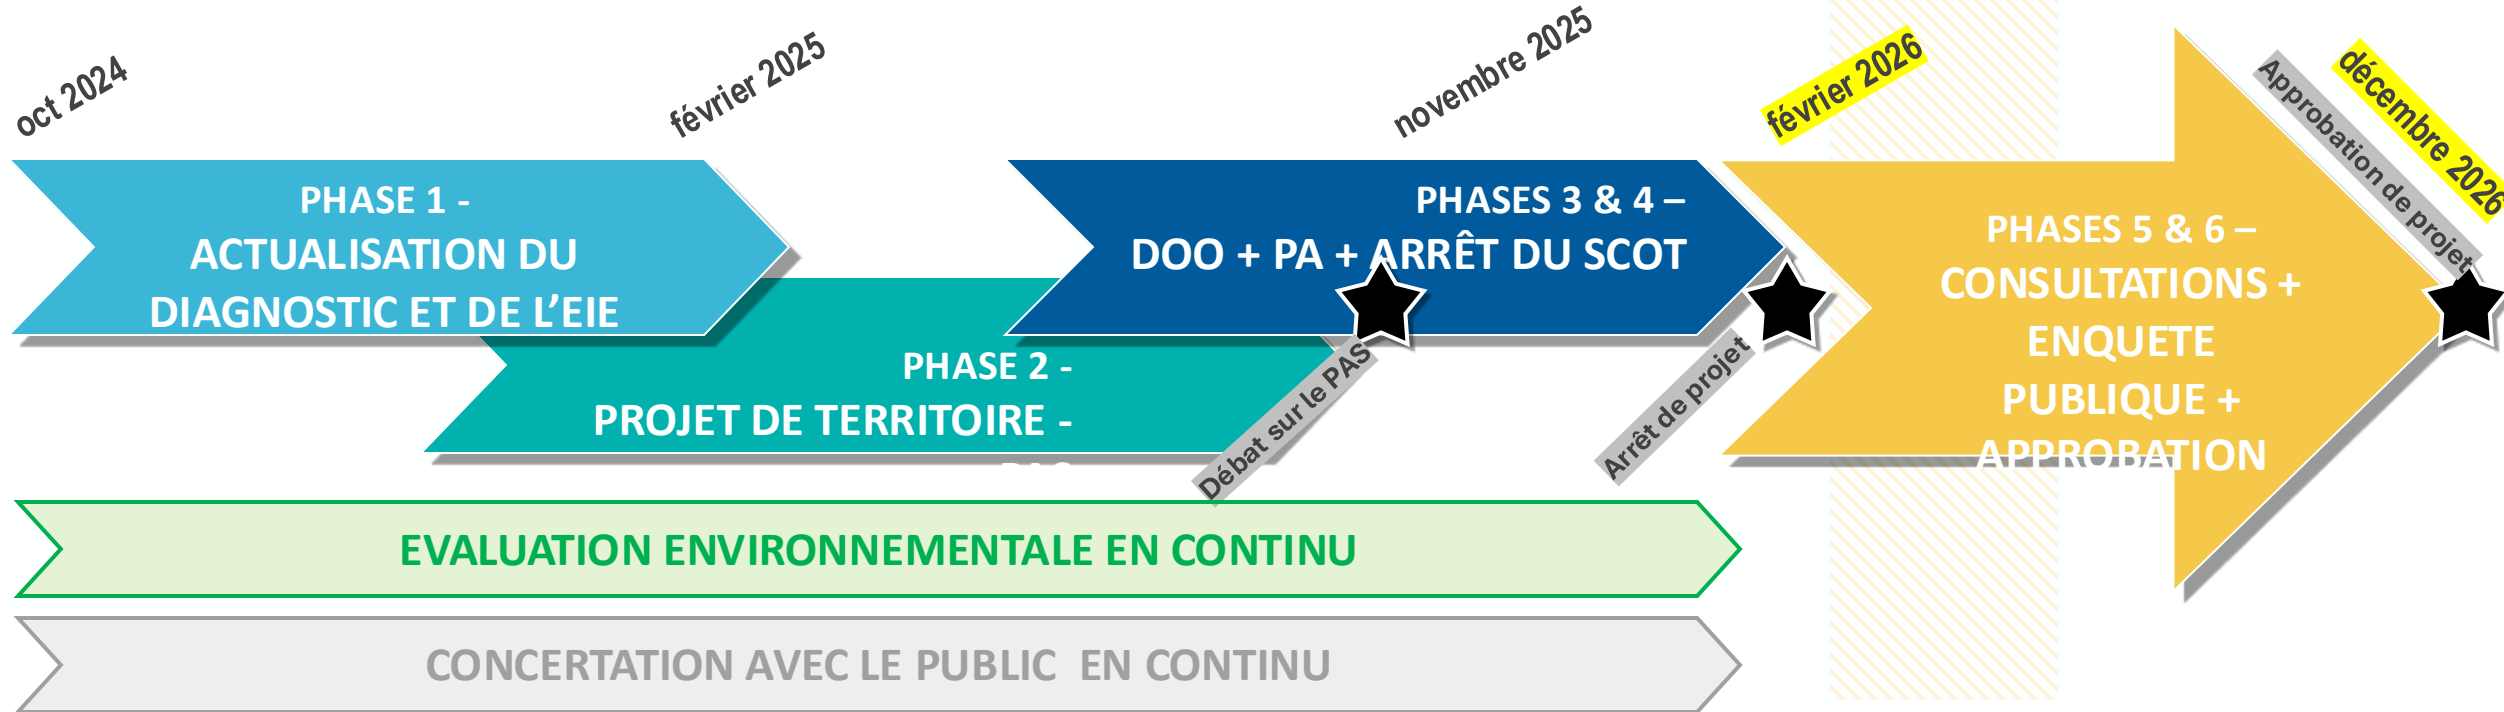 oct 2024
février 2025
novembre 2025
février 2026
décembre 2026
Approbation de projet
PHASE 1 -
ACTUALISATION DU
DIAGNOSTIC ET DE L’EIE
PHASES 3 & 4 –
DOO + PA + ARRÊT DU SCOT
PHASES 5 & 6 –
CONSULTATIONS +
ENQUETE
PUBLIQUE +
APPROBATION
PHASE 2 -
PROJET DE TERRITOIRE -
Débat sur le PAS
Arrêt de projet
EVALUATION ENVIRONNEMENTALE EN CONTINU
CONCERTATION AVEC LE PUBLIC  EN CONTINU